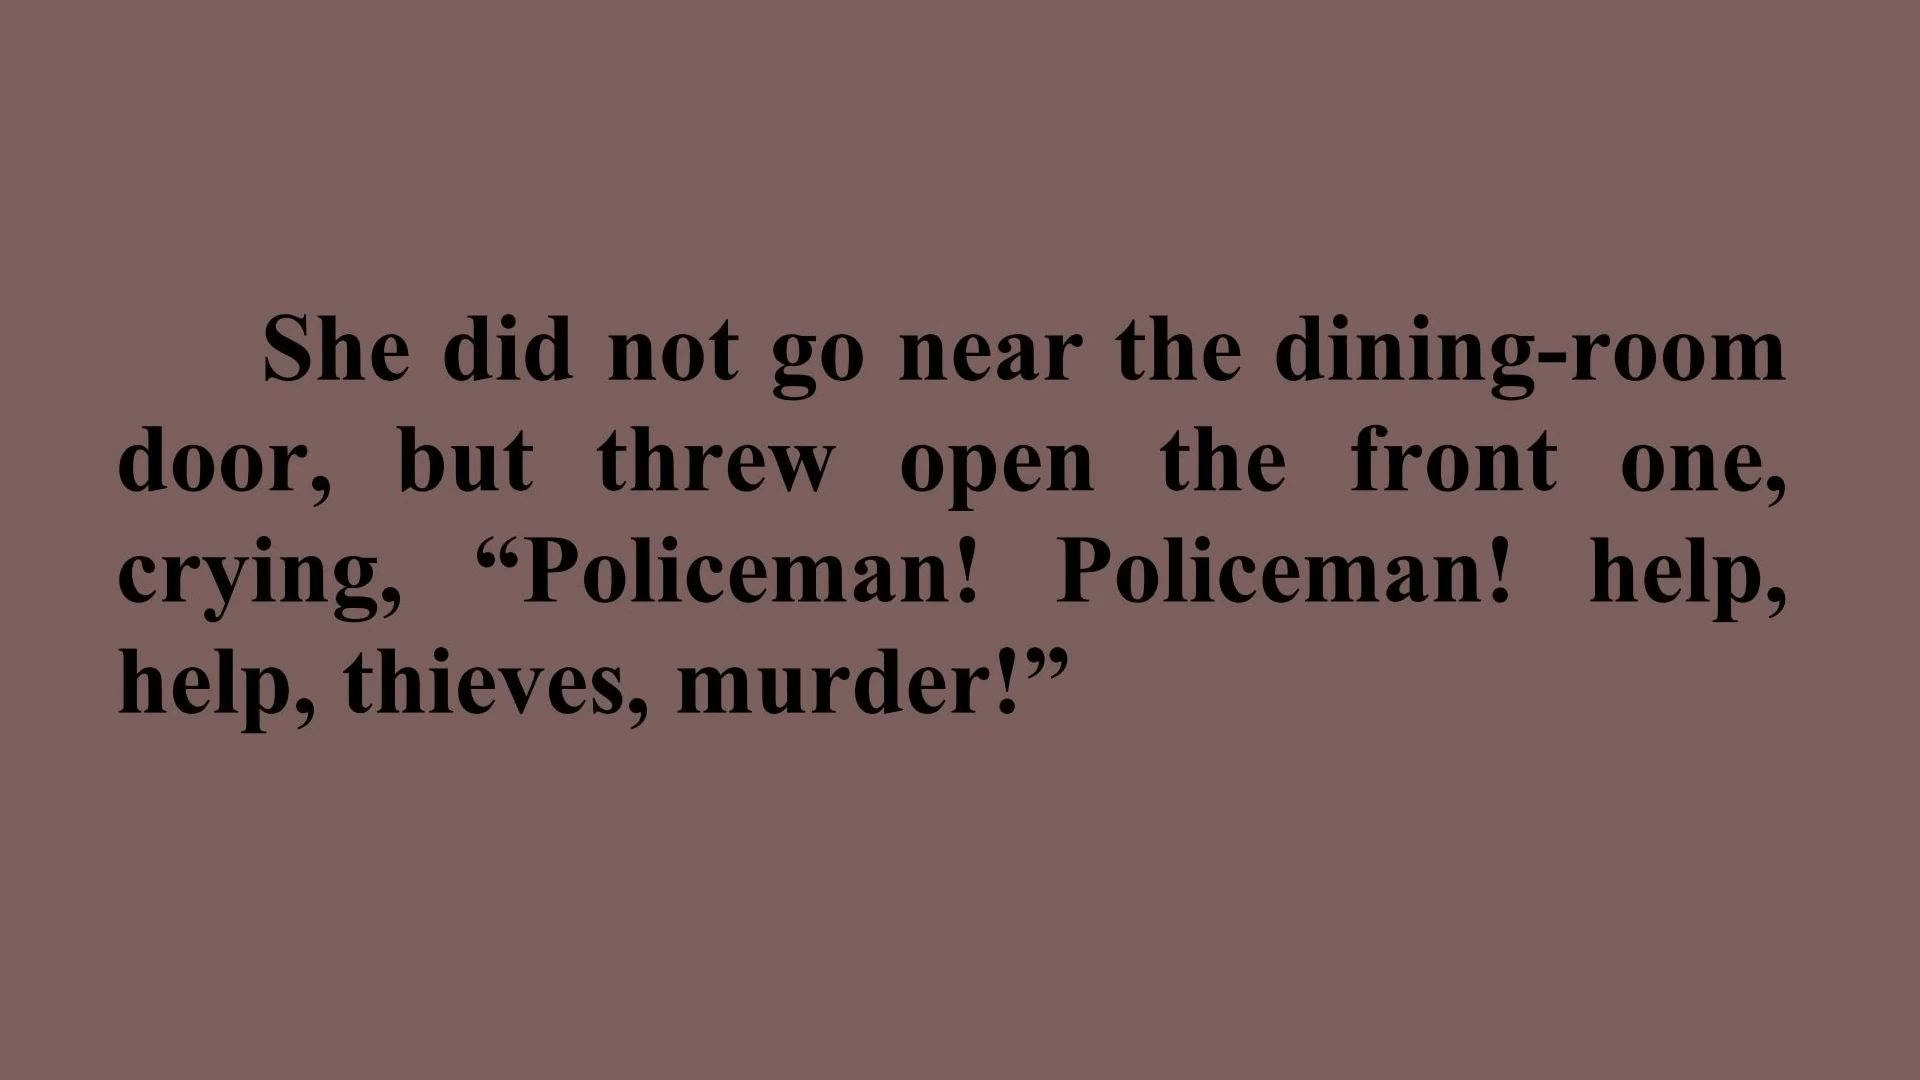 She did not go near the dining-room
door, but threw open the front one,
crying, “Policeman! Policeman! help,
help, thieves, murder!”